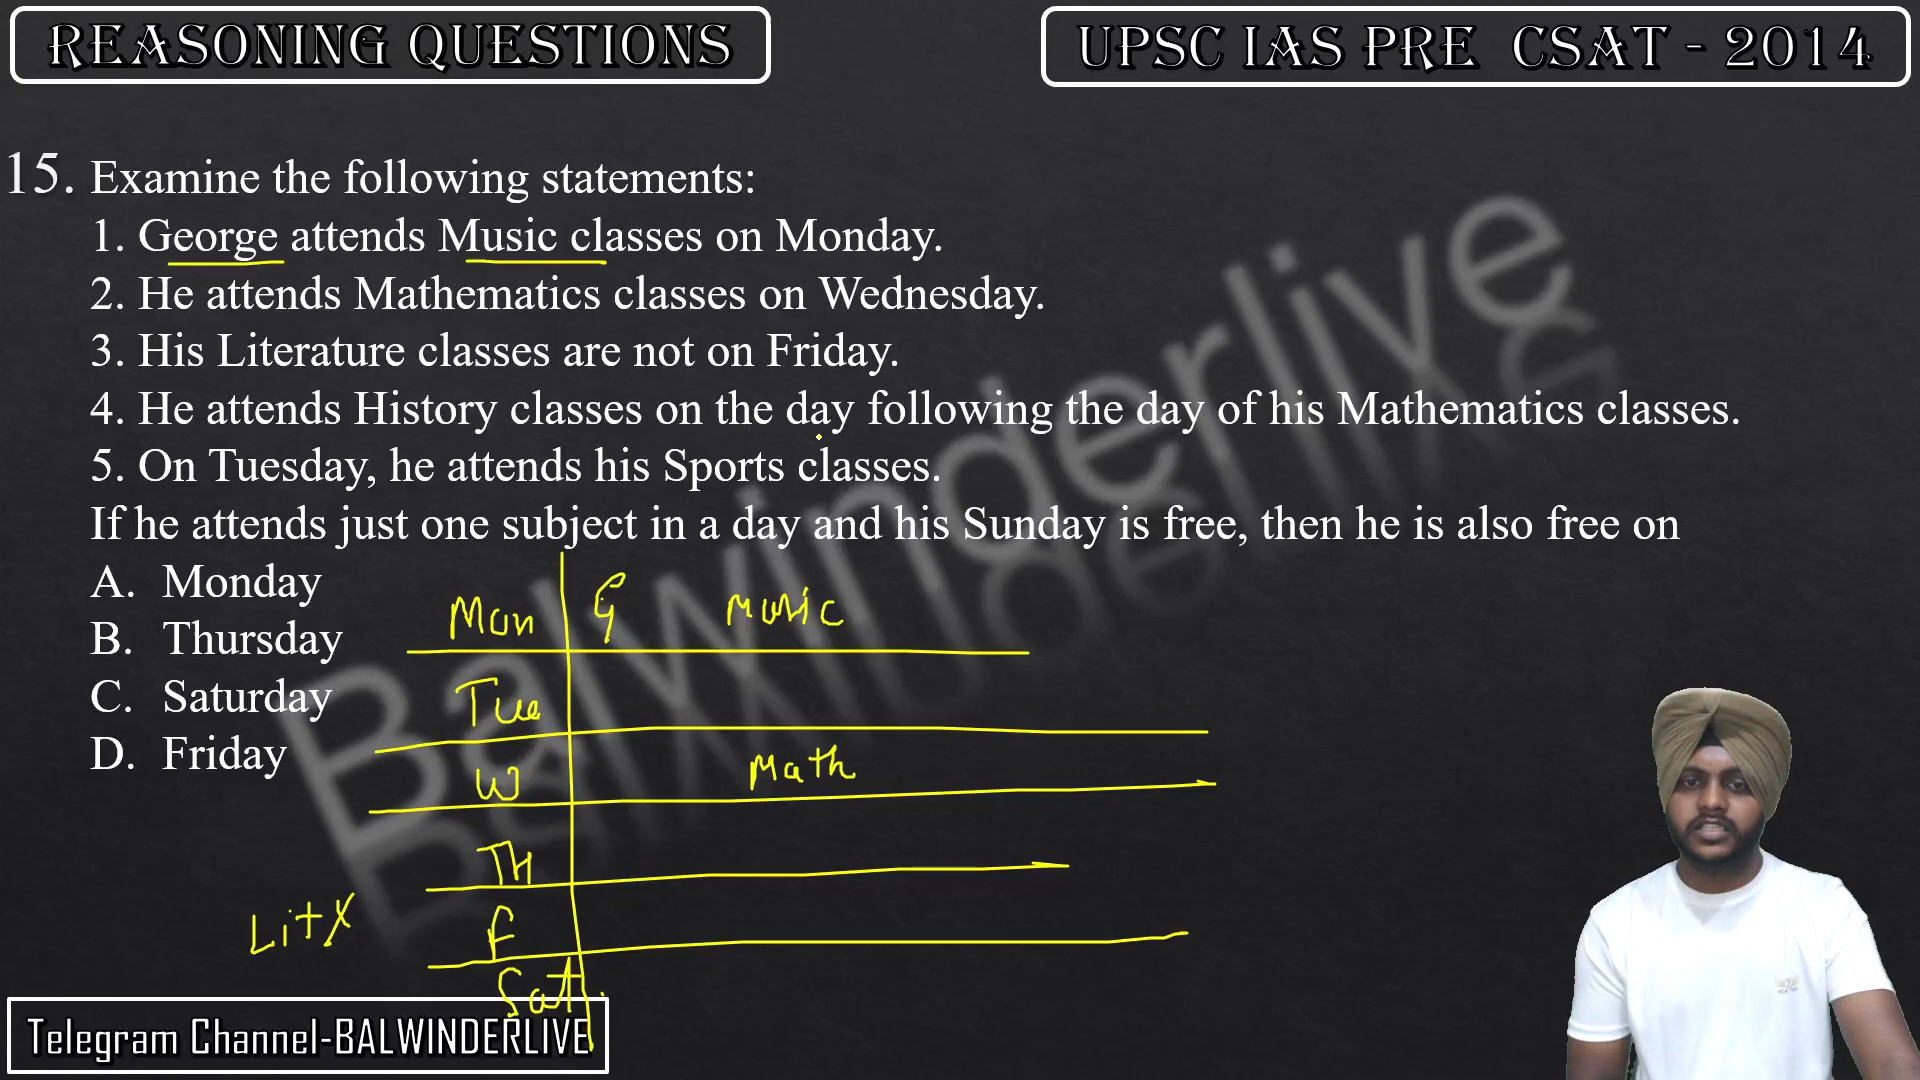 REASONING QUESTIONS
UPSC IAS PRE CSAT - 2014
15. Examine the following statements:
1. George attends Music classes on Monday.
2. He attends Mathematics classes on Wednesday.
3. His Literature classes are not on Friday.
4. He attends History classes on the day following the day of his Mathematics classes.
5. On Tuesday, he attends his Sports classes.
If he attends just one subject in a day and his Sunday is free, then he is also free on
A. Monday
B. Thursday
C. Saturday
D. Friday
Mon G Music
Tue
W Math
TH
Lit X F
Sat
Balwinderlive
Telegram Channel-BALWINDERLIVE